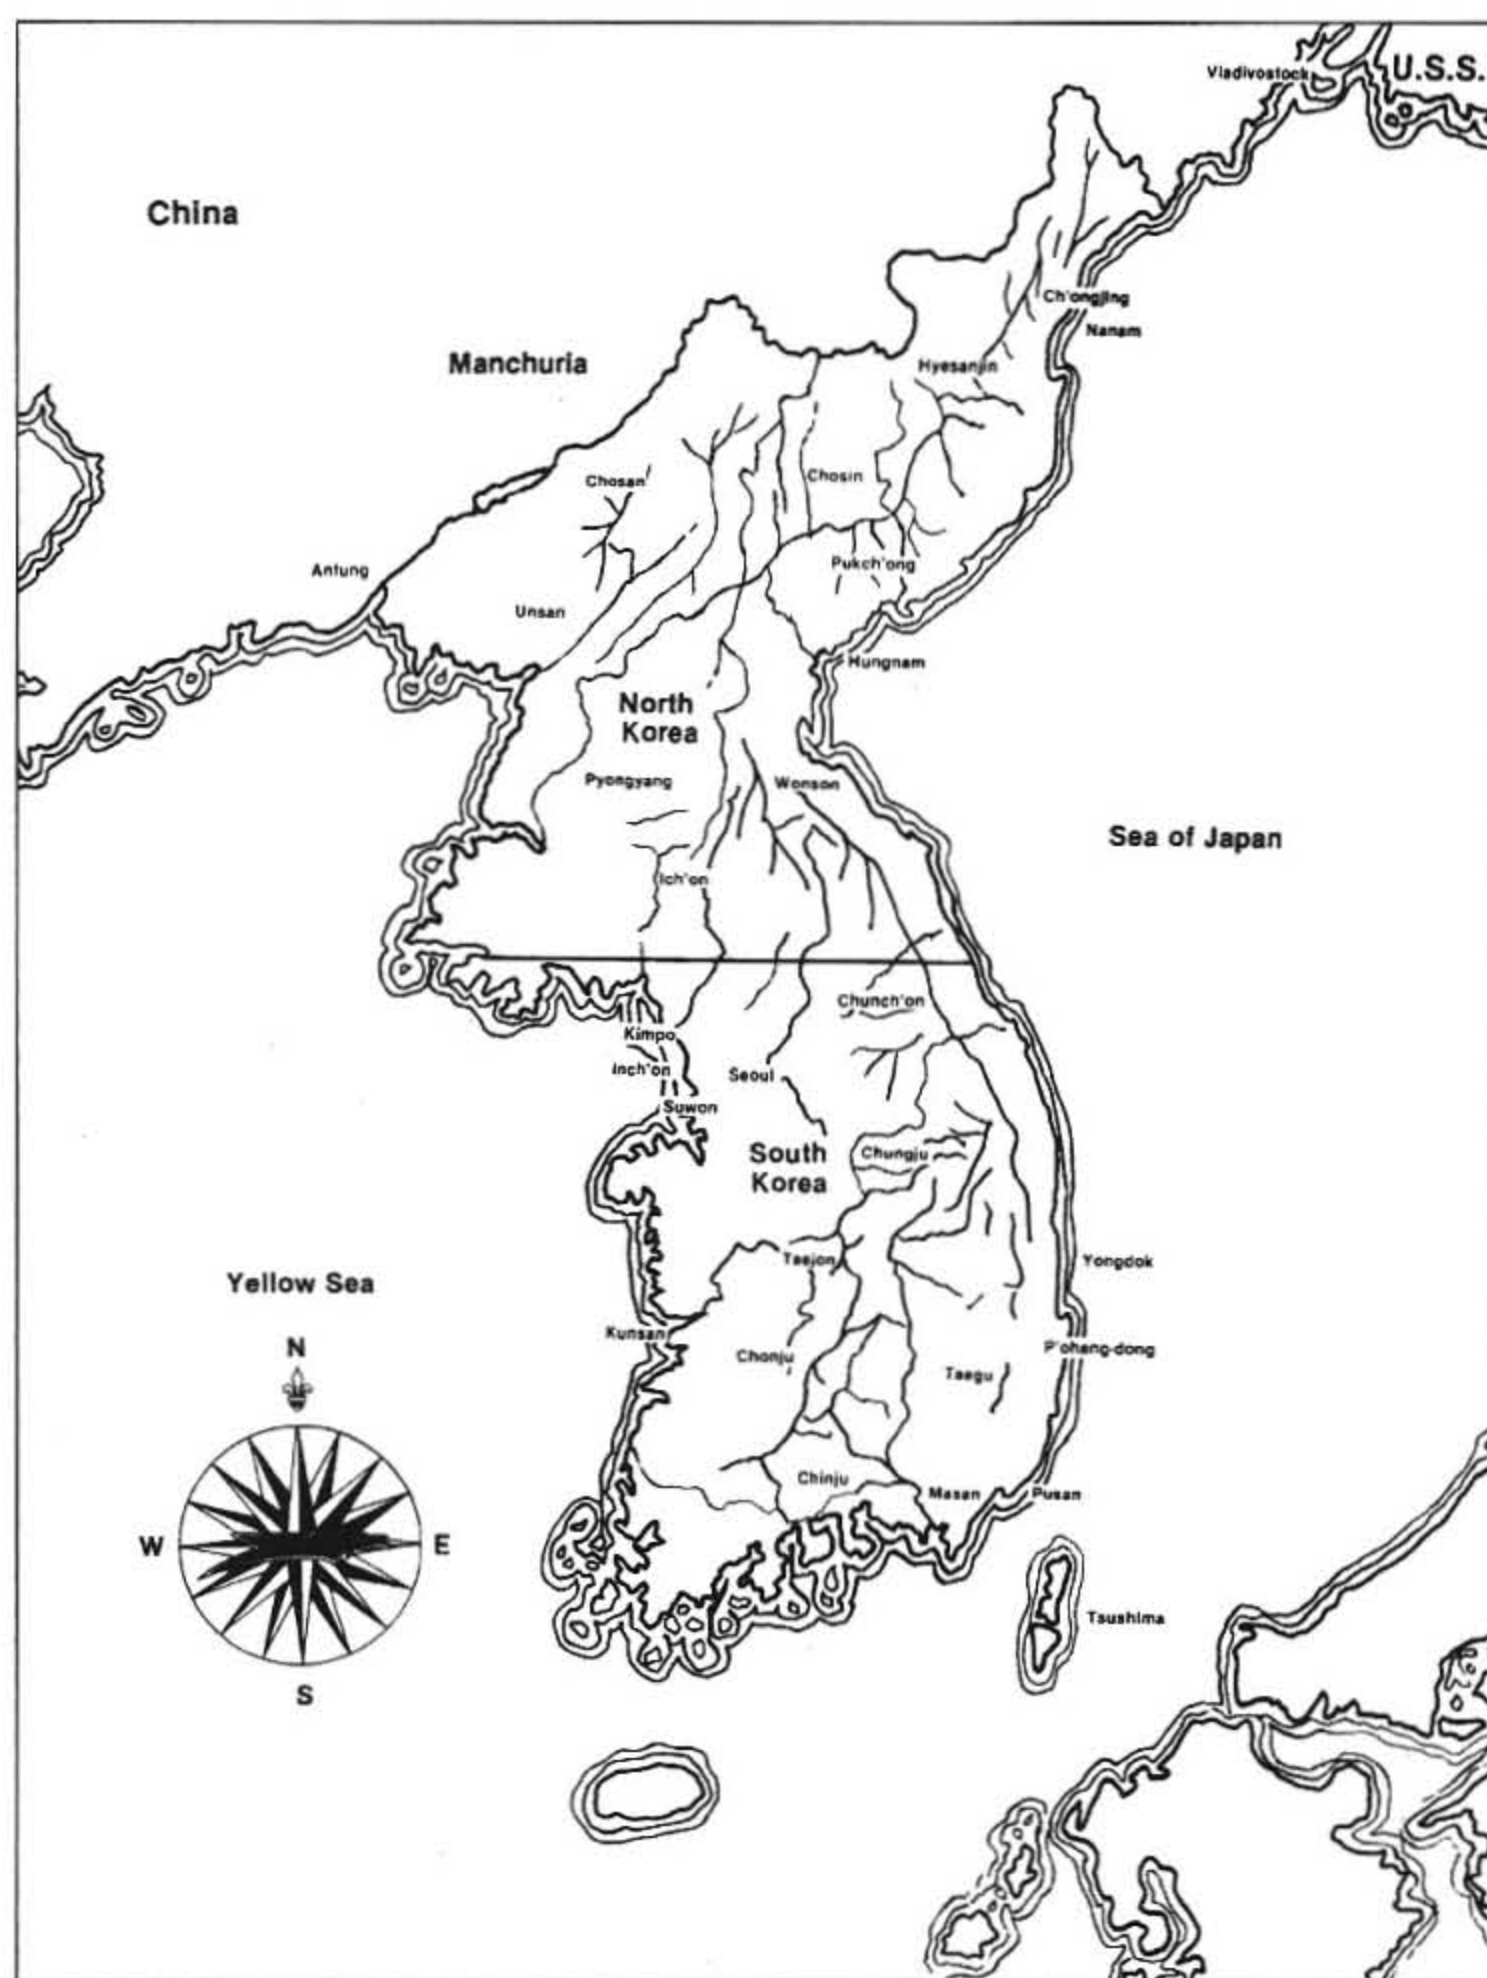 Vladivostock
U.S.S.
China
Ch'ongjing
Nanam
Manchuria
Hyesanjin
Chosan
Chosin
Antung
Pukch'ong
Unsan
Hungnam
North
Korea
Pyongyang
Wonson
Sea of Japan
Ich'on
Chunch'on
Kimpo
Inch'on
Seoul
Suwon
South
Korea
Chungju
Taejon
Yongdok
Yellow Sea
Kunsan
N
Chonju
P'ohang-dong
Taegu
Chinju
Masan
Pusan
W
E
Tsushima
S